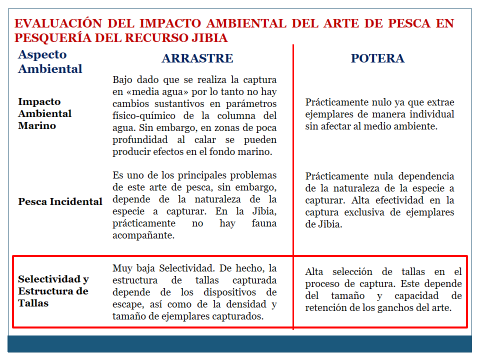 EVALUACIÓN DEL IMPACTO AMBIENTAL DEL ARTE DE PESCA EN
PESQUERÍA DEL RECURSO JIBIA
Aspecto
Ambiental
ARRASTRE
POTERA
Impacto
Ambiental
Marino
Bajo dado que se realiza la captura
en «media agua» por lo tanto no hay
cambios sustantivos en parámetros
físico-químico de la columna del
agua. Sin embargo, en zonas de poca
profundidad al calar se pueden
producir efectos en el fondo marino.
Prácticamente nulo ya que extrae
ejemplares de manera individual
sin afectar al medio ambiente.
Pesca Incidental
Es uno de los principales problemas
de este arte de pesca, sin embargo,
depende de la naturaleza de la
especie a capturar. En la Jibia,
prácticamente no hay fauna
acompañante.
Prácticamente nula dependencia
de la naturaleza de la especie a
capturar. Alta efectividad en la
captura exclusiva de ejemplares
de Jibia.
Selectividad y
Estructura de
Tallas
Muy baja Selectividad. De hecho, la
estructura de tallas capturada
depende de los dispositivos de
escape, así como de la densidad y
tamaño de ejemplares capturados.
Alta selección de tallas en el
proceso de captura. Este depende
del tamaño y capacidad de
retención de los ganchos del arte.